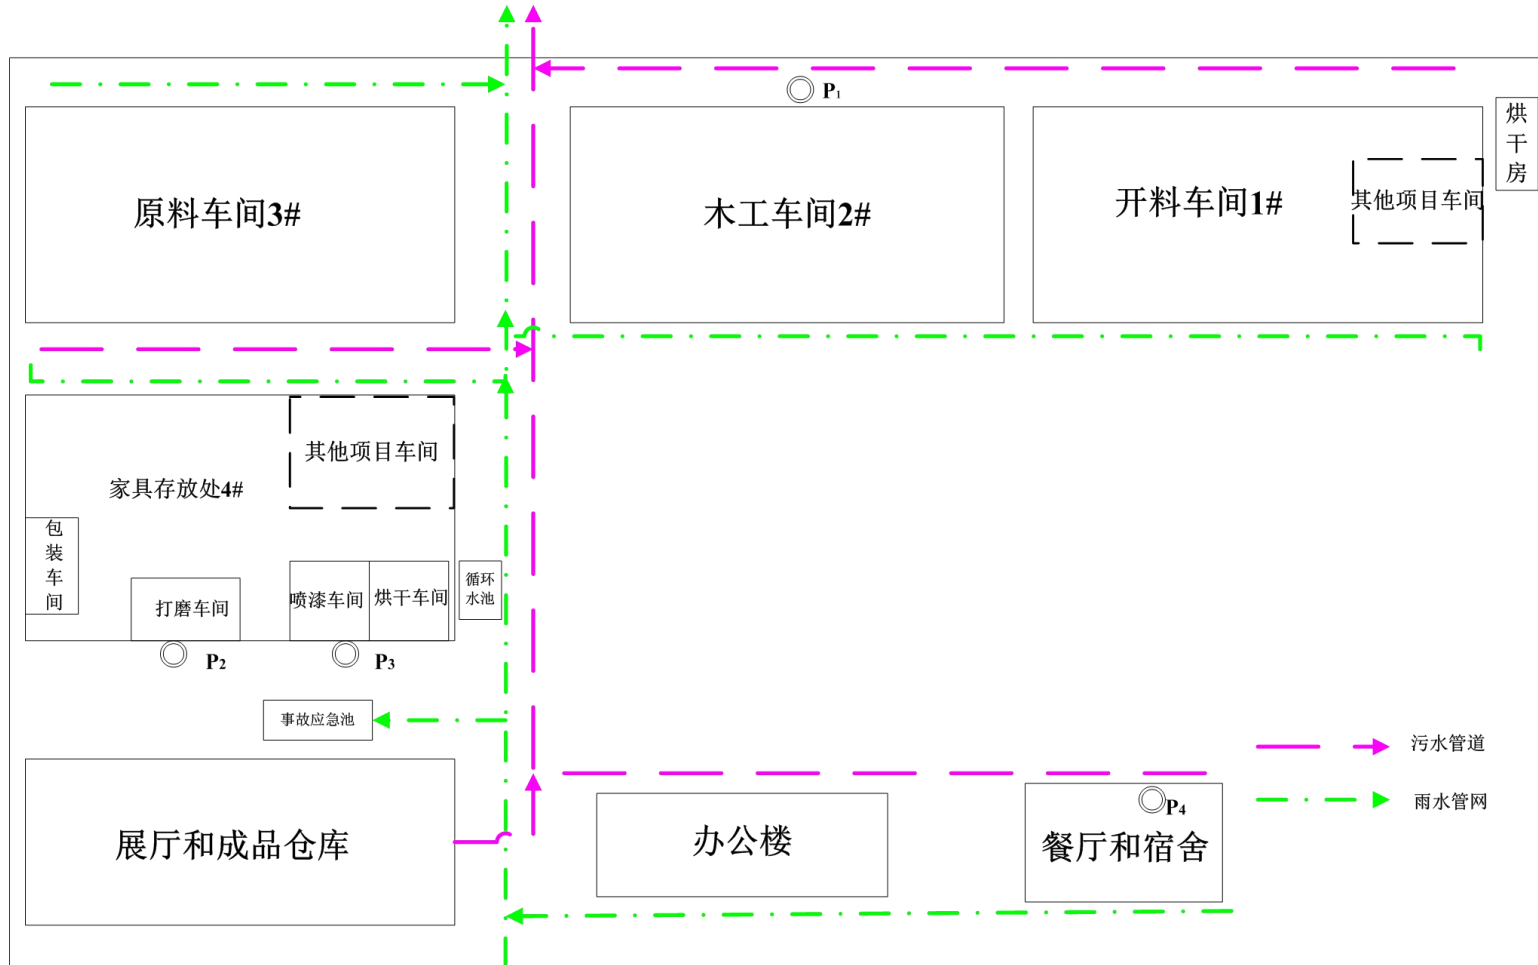 P1
烘干房
原料车间3#
木工车间2#
开料车间1#
其他项目车间
其他项目车间
家具存放处4#
包装车间
打磨车间
喷漆车间
烘干车间
循环
水池
P2
P3
事故应急池
污水管道
雨水管网
P4
展厅和成品仓库
办公楼
餐厅和宿舍